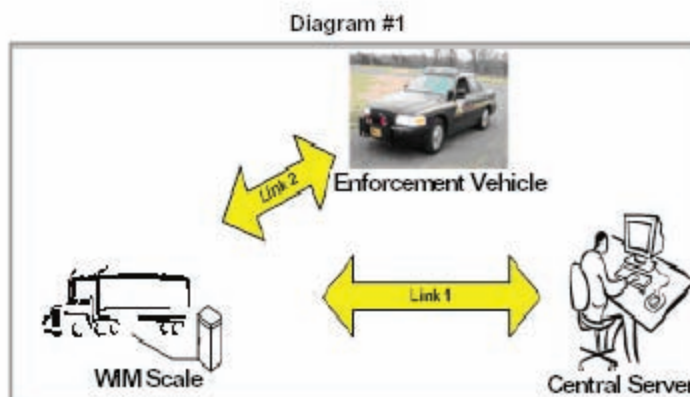 Diagram #1
Link 2
Enforcement Vehicle
Link 1
WIM Scale
Central Server